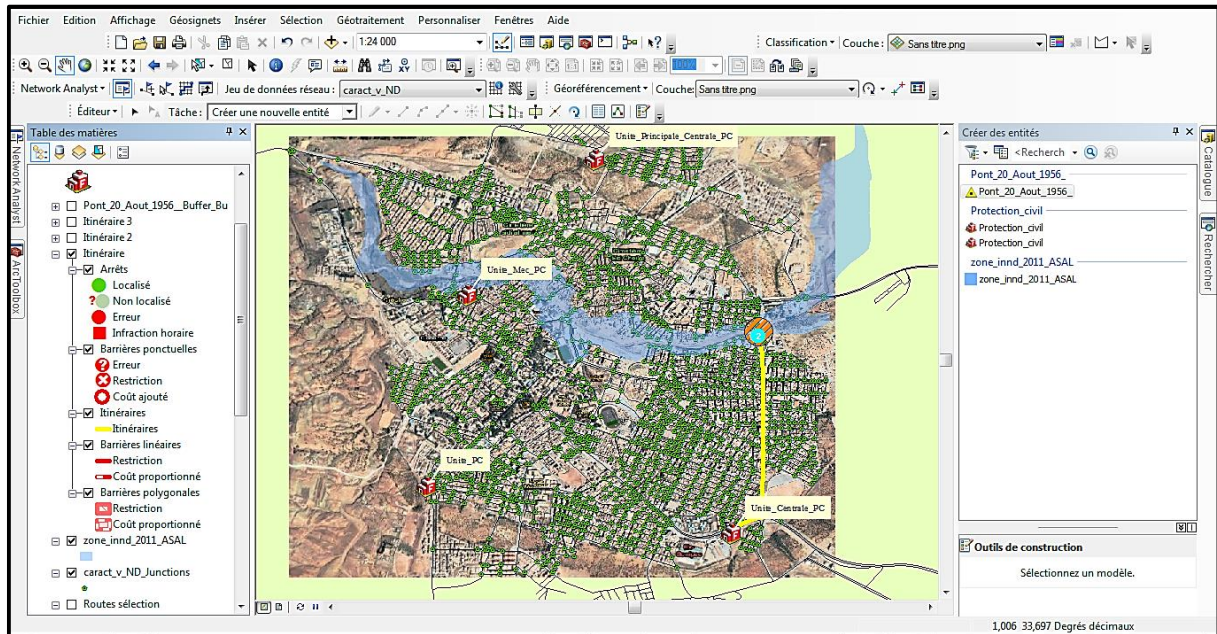 Fichier Edition Affichage Géosignets Insérer Sélection Géotraitement Personnaliser Fenêtres Aide
1:24 000
Classification Couche : Sans titre.png
100%
Network Analyst Jeu de données réseau : caract_v_ND Géoréférencement Couche: Sans titre.png
Éditeur Tâche : Créer une nouvelle entité
Network Analyst
ArcToolbox
Table des matières
Pont_20_Aout_1956__Buffer_Bu
Itinéraire 3
Itinéraire 2
Itinéraire
Arrêts
Localisé
Non localisé
Erreur
Infraction horaire
Barrières ponctuelles
Erreur
Restriction
Coût ajouté
Itinéraires
Itinéraires
Barrières linéaires
Restriction
Coût proportionné
Barrières polygonales
Restriction
Coût proportionné
zone_innd_2011_ASAL
caract_v_ND_Junctions
Routes sélection
Unite_Principale_Centrale_PC
Unite_Mec_PC
Unite_PC
Unite_Centrale_PC
Créer des entités
<Recherch
Pont_20_Aout_1956_
Pont_20_Aout_1956_
Protection_civil
Protection_civil
Protection_civil
zone_innd_2011_ASAL
zone_innd_2011_ASAL
Outils de construction
Sélectionnez un modèle.
Catalogue
Rechercher
1,006 33,697 Degrés décimaux